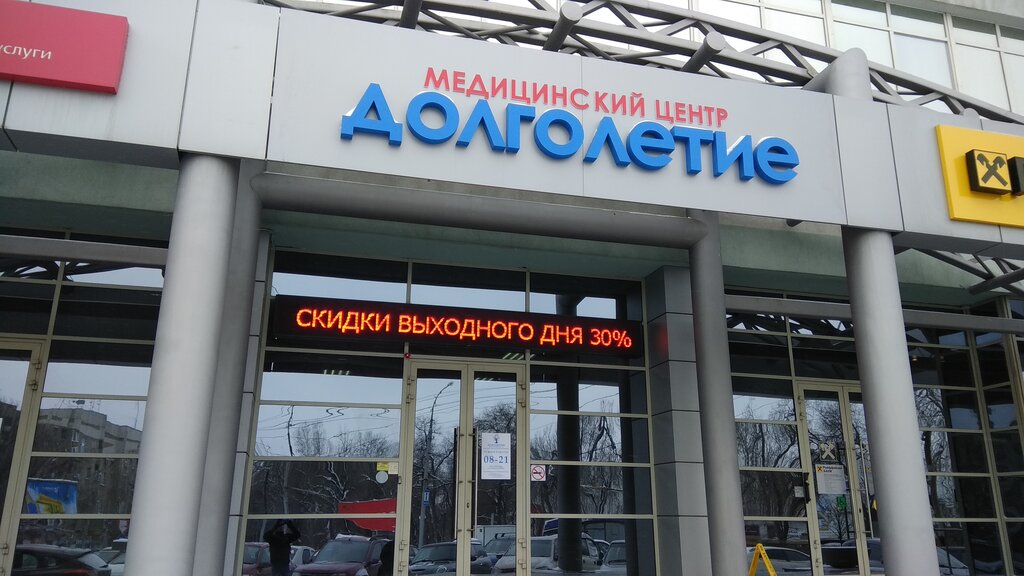 услуги
МЕДИЦИНСКИЙ ЦЕНТР
ДОЛГОЛЕТИЕ
СКИДКИ ВЫХОДНОГО ДНЯ 30%
08-21